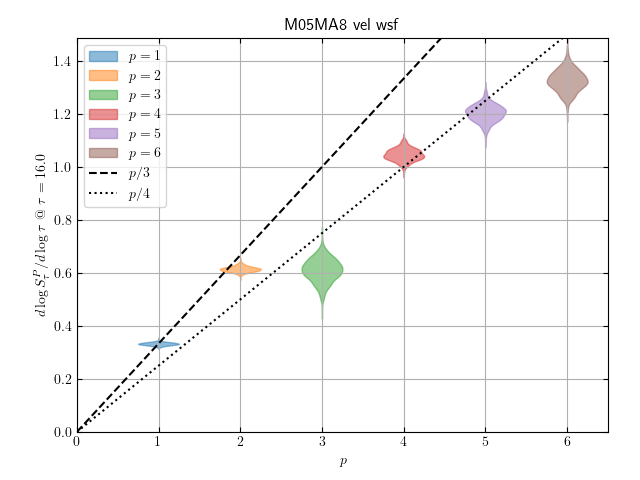 M05MA8 vel wsf
d log S_τ^P / d log τ @ τ = 16.0
1.4
1.2
1.0
0.8
0.6
0.4
0.2
0.0
p = 1
p = 2
p = 3
p = 4
p = 5
p = 6
p/3
p/4
0 1 2 3 4 5 6
p